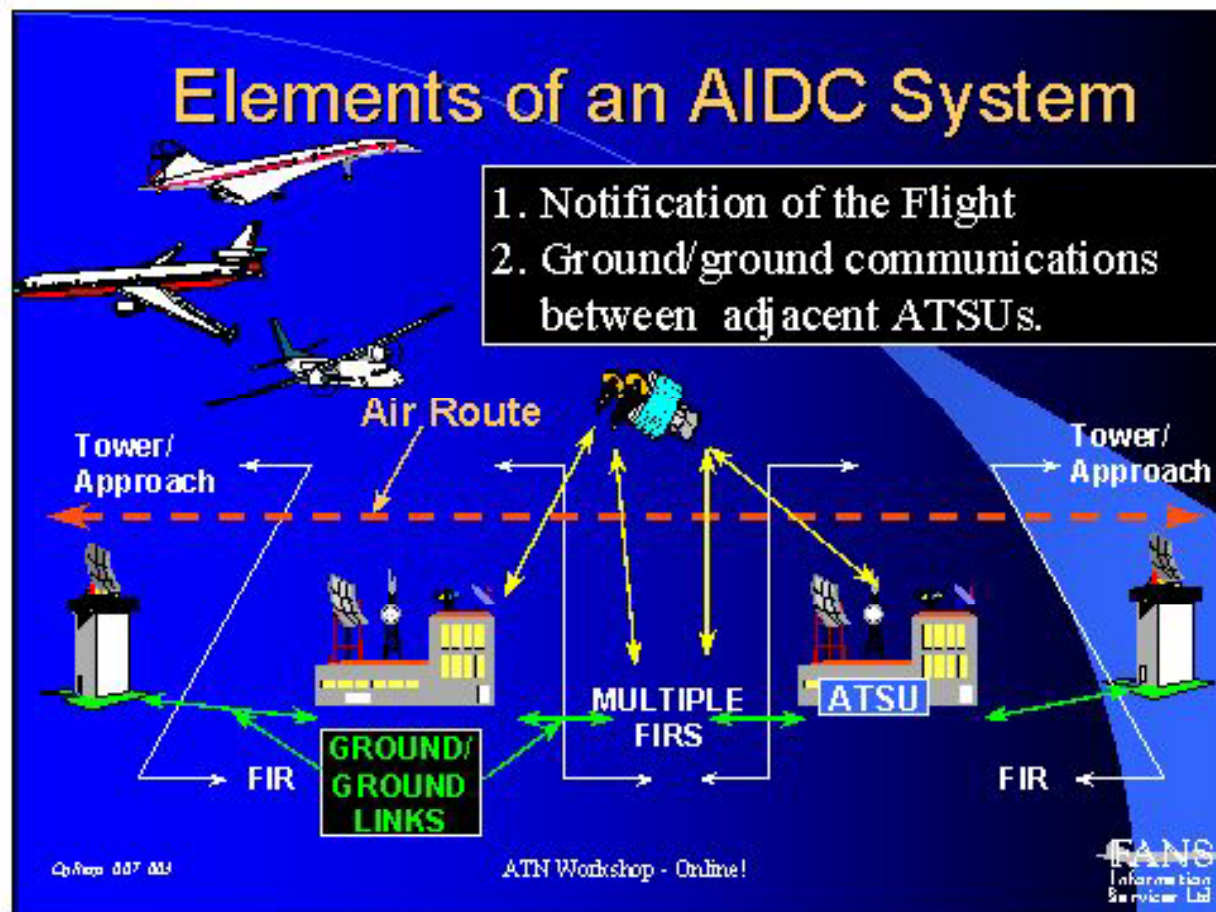 Elements of an AIDC System
1. Notification of the Flight
2. Ground/ground communications
between adjacent ATSUs.
Air Route
Tower/
Approach
Tower/
Approach
MULTIPLE
FIRS
ATSU
GROUND/
GROUND
LINKS
FIR
FIR
007 003
ATN Workshop - Online!
FANS
Information
Services Ltd